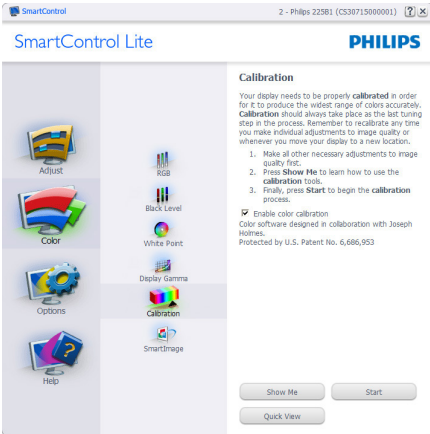 SmartControl
2 - Philips 225B1 (CS30715000001)
?
SmartControl Lite
PHILIPS
Adjust
Color
Options
Help
RGB
Black Level
White Point
Display Gamma
Calibration
SmartImage
Calibration
Your display needs to be properly calibrated in order
for it to produce the widest range of colors accurately.
Calibration should always take place as the last tuning
step in the process. Remember to recalibrate any time
you make individual adjustments to image quality or
whenever you move your display to a new location.
1. Make all other necessary adjustments to image
quality first.
2. Press Show Me to learn how to use the
calibration tools.
3. Finally, press Start to begin the calibration
process.
Enable color calibration
Color software designed in collaboration with Joseph
Holmes.
Protected by U.S. Patent No. 6,686,953
Show Me
Start
Quick View